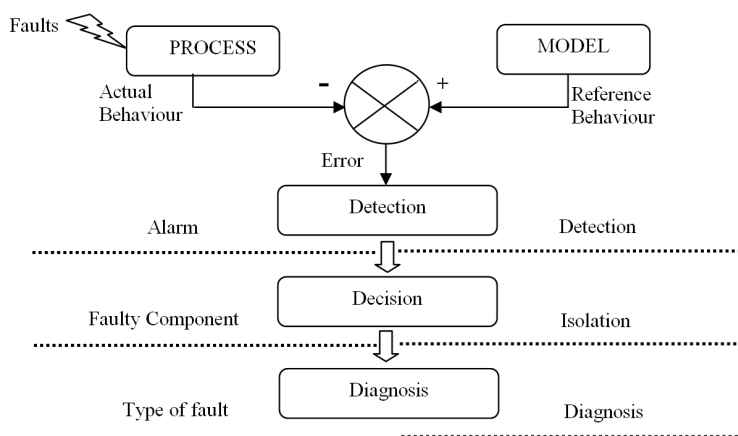 Faults
PROCESS
MODEL
Actual
Behaviour
-
+
Reference
Behaviour
Error
Detection
Alarm
Detection
Decision
Faulty Component
Isolation
Diagnosis
Type of fault
Diagnosis